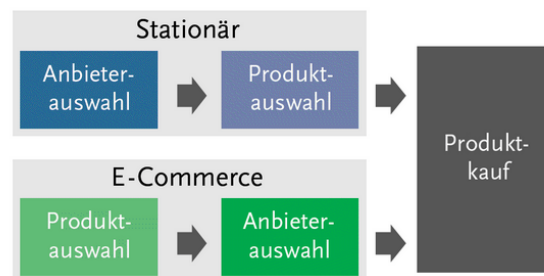 Stationär
Anbieter-
auswahl
Produkt-
auswahl
E-Commerce
Produkt-
auswahl
Anbieter-
auswahl
Produkt-
kauf